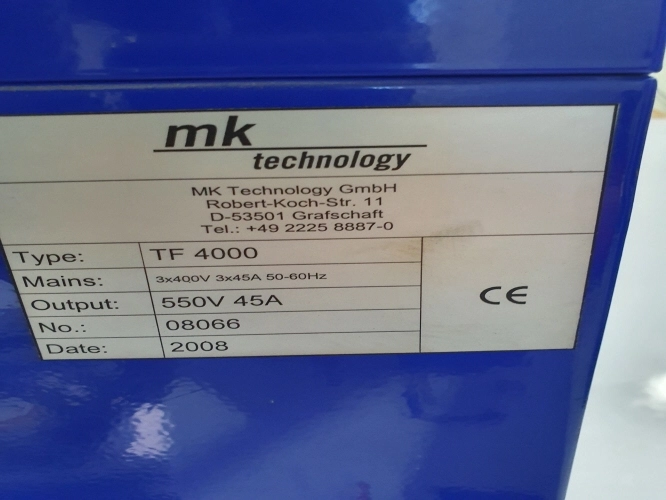 mk
technology
MK Technology GmbH
Robert-Koch-Str. 11
D-53501 Grafschaft
Tel.: +49 2225 8887-0
Type: TF 4000
Mains: 3x400V 3x45A 50-60Hz
Output: 550V 45A
No.: 08066
Date: 2008
CE